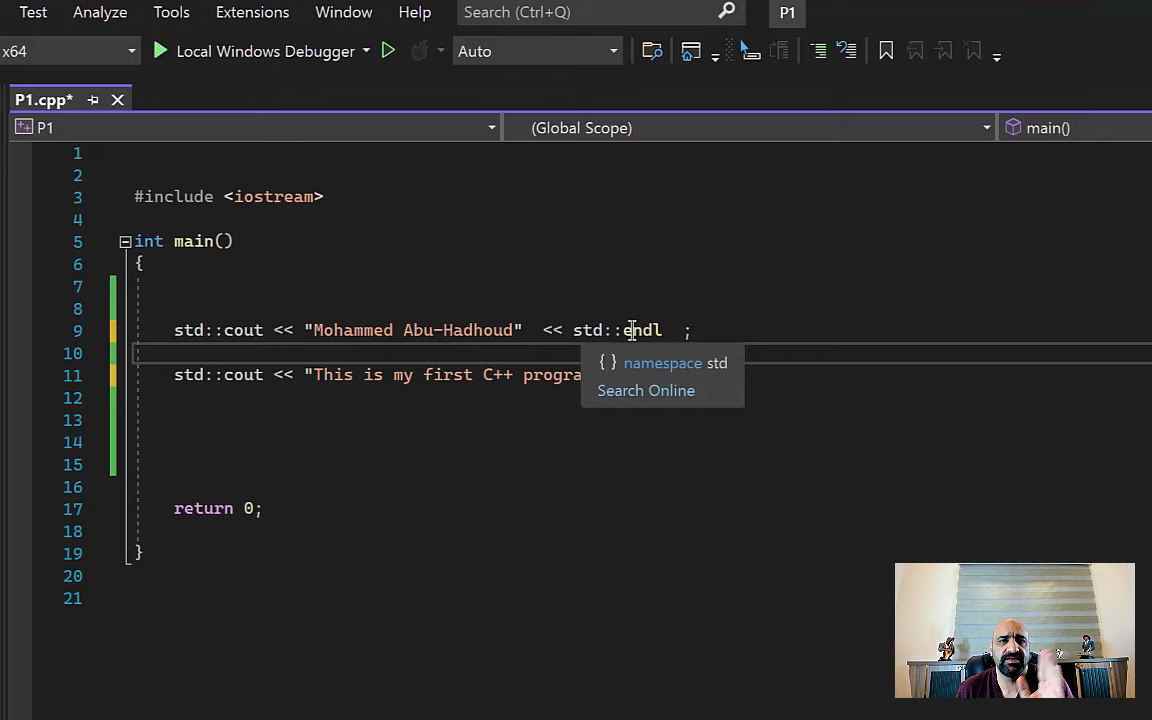 Test Analyze Tools Extensions Window Help Search (Ctrl+Q) P1
x64 Local Windows Debugger Auto
P1.cpp*
P1 (Global Scope) main()
1
2
3 #include <iostream>
4
5 int main()
6 {
7
8
9 std::cout << "Mohammed Abu-Hadhoud" << std::endl ;
10
{} namespace std
11 std::cout << "This is my first C++ progra
Search Online
12
13
14
15
16
17 return 0;
18
19 }
20
21